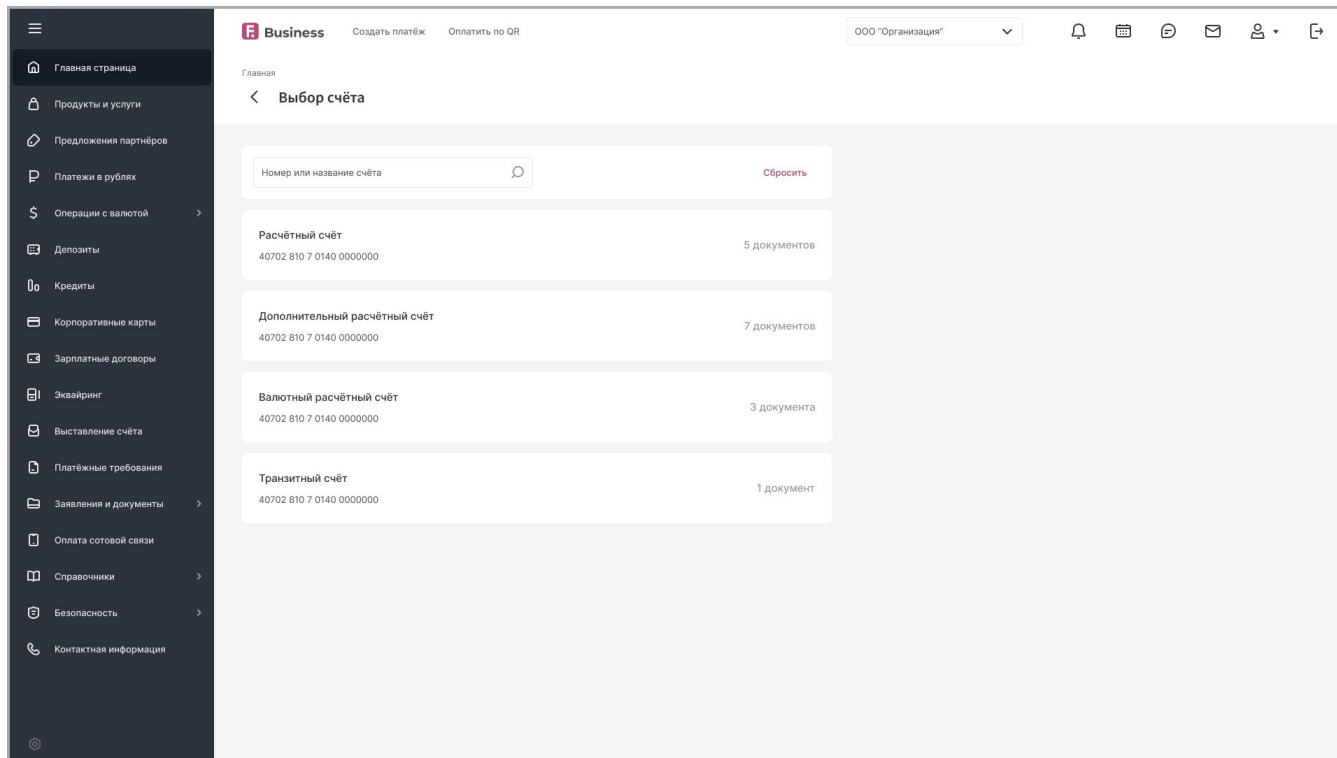 Business
Создать платёж
Оплатить по QR
ООО "Организация"
Главная страница
Продукты и услуги
Предложения партнёров
Платежи в рублях
Операции с валютой
Депозиты
Кредиты
Корпоративные карты
Зарплатные договоры
Эквайринг
Выставление счёта
Платёжные требования
Заявления и документы
Оплата сотовой связи
Справочники
Безопасность
Контактная информация
Главная
Выбор счёта
Номер или название счёта
Сбросить
Расчётный счёт
40702 810 7 0140 0000000
5 документов
Дополнительный расчётный счёт
40702 810 7 0140 0000000
7 документов
Валютный расчётный счёт
40702 810 7 0140 0000000
3 документа
Транзитный счёт
40702 810 7 0140 0000000
1 документ